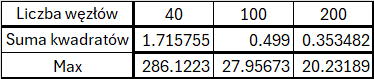 Liczba węzłów 40 100 200
Suma kwadratów 1.715755 0.499 0.353482
Max 286.1223 27.95673 20.23189